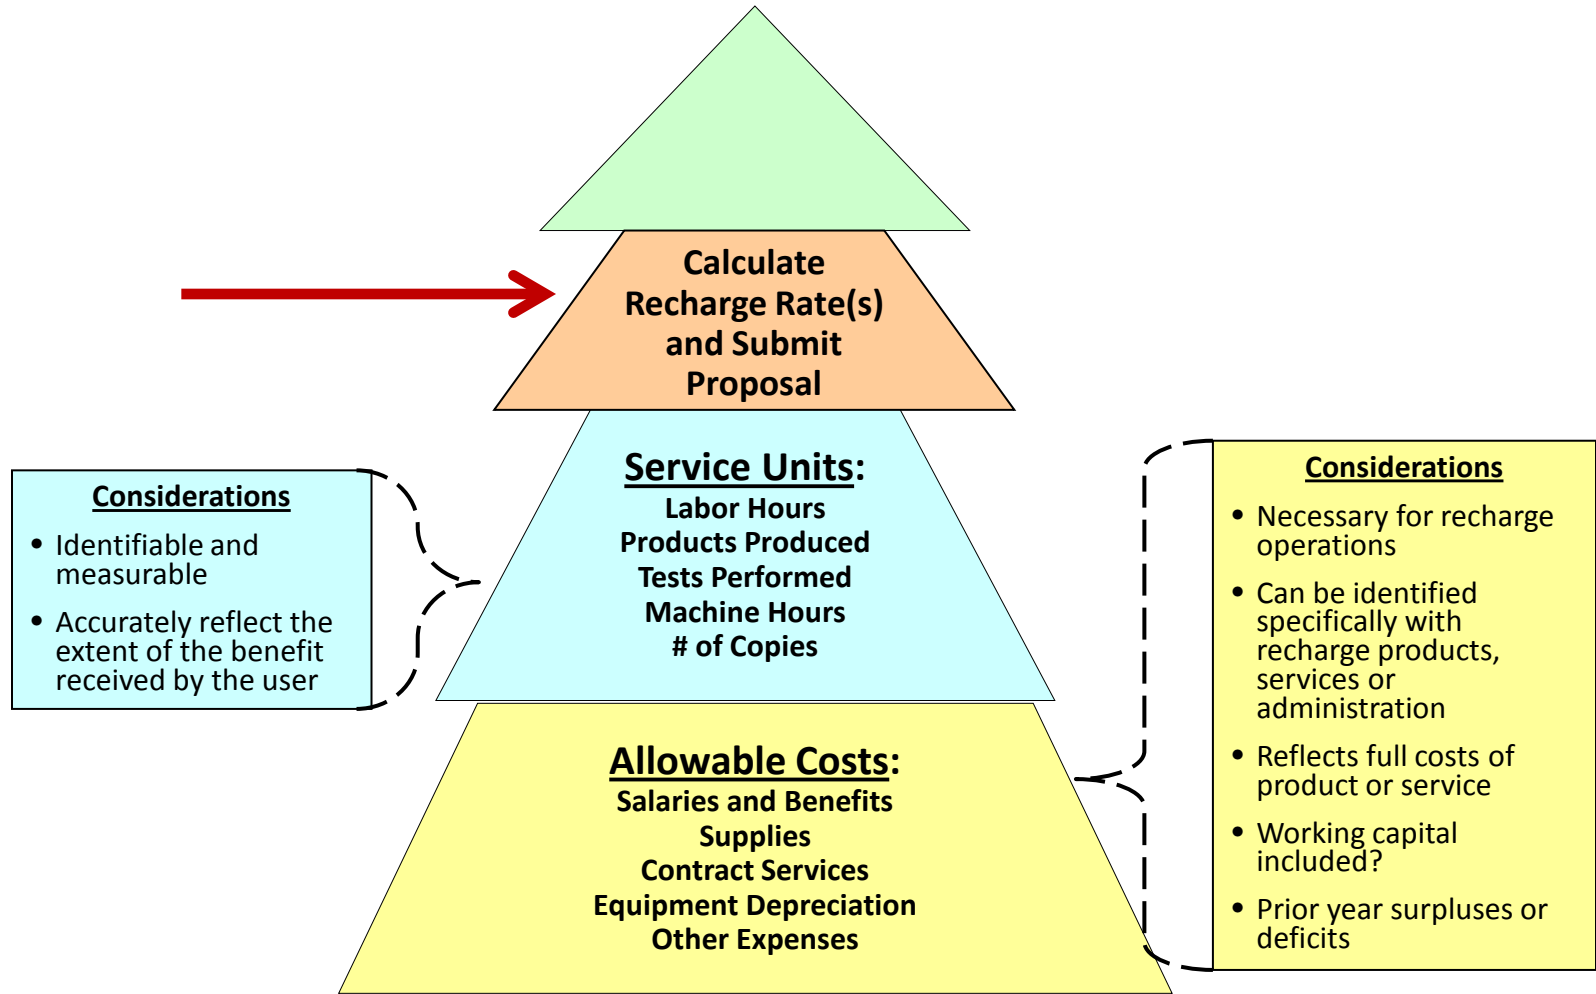 Calculate
Recharge Rate(s)
and Submit
Proposal
Service Units:
Labor Hours
Products Produced
Tests Performed
Machine Hours
# of Copies
Considerations
• Identifiable and
measurable
• Accurately reflect the
extent of the benefit
received by the user
Allowable Costs:
Salaries and Benefits
Supplies
Contract Services
Equipment Depreciation
Other Expenses
Considerations
• Necessary for recharge
operations
• Can be identified
specifically with
recharge products,
services or
administration
• Reflects full costs of
product or service
• Working capital
included?
• Prior year surpluses or
deficits